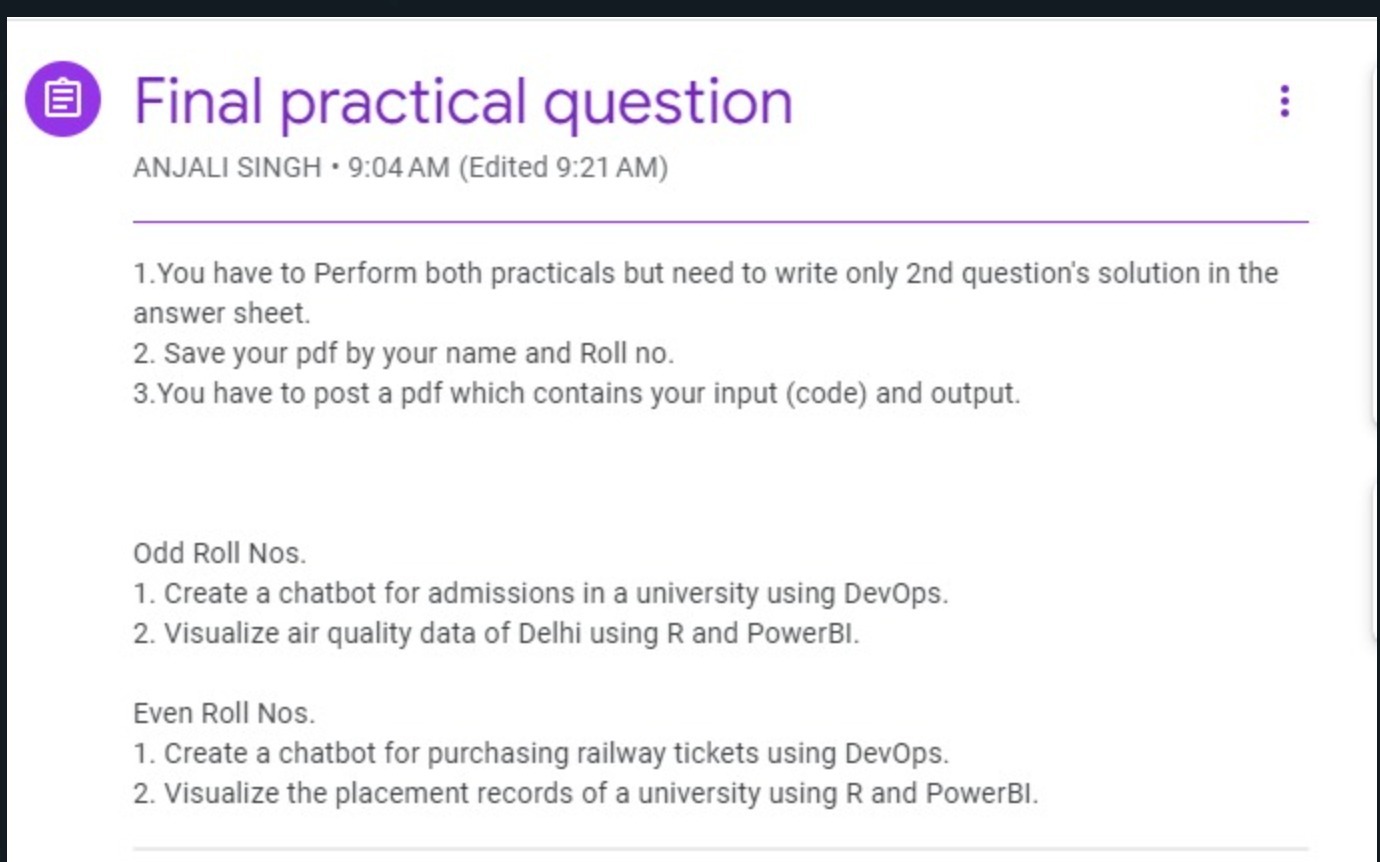 Final practical question
ANJALI SINGH • 9:04 AM (Edited 9:21 AM)
1.You have to Perform both practicals but need to write only 2nd question's solution in the
answer sheet.
2. Save your pdf by your name and Roll no.
3.You have to post a pdf which contains your input (code) and output.
Odd Roll Nos.
1. Create a chatbot for admissions in a university using DevOps.
2. Visualize air quality data of Delhi using R and PowerBI.
Even Roll Nos.
1. Create a chatbot for purchasing railway tickets using DevOps.
2. Visualize the placement records of a university using R and PowerBI.